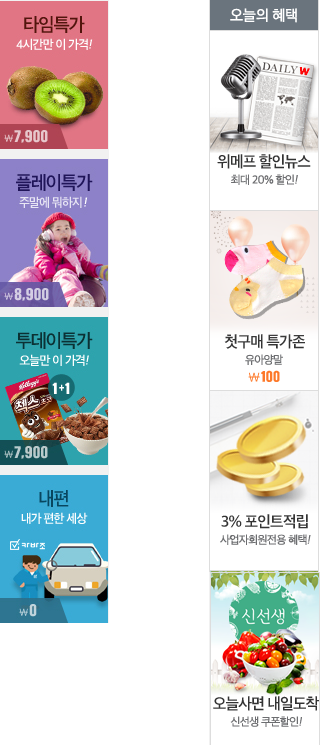 타임특가
4시간만 이 가격!
₩7,900
플레이특가
주말에 뭐하지!
₩8,900
투데이특가
오늘만 이 가격!
Kellogg's
1+1
첵스
초코
₩7,900
내편
내가 편한 세상
카바조
₩0
오늘의 혜택
DAILY W
위메프 할인뉴스
최대 20% 할인!
첫구매 특가존
유아양말
₩100
3% 포인트적립
사업자회원전용 혜택!
신선생
오늘사면 내일도착
신선생 쿠폰할인!